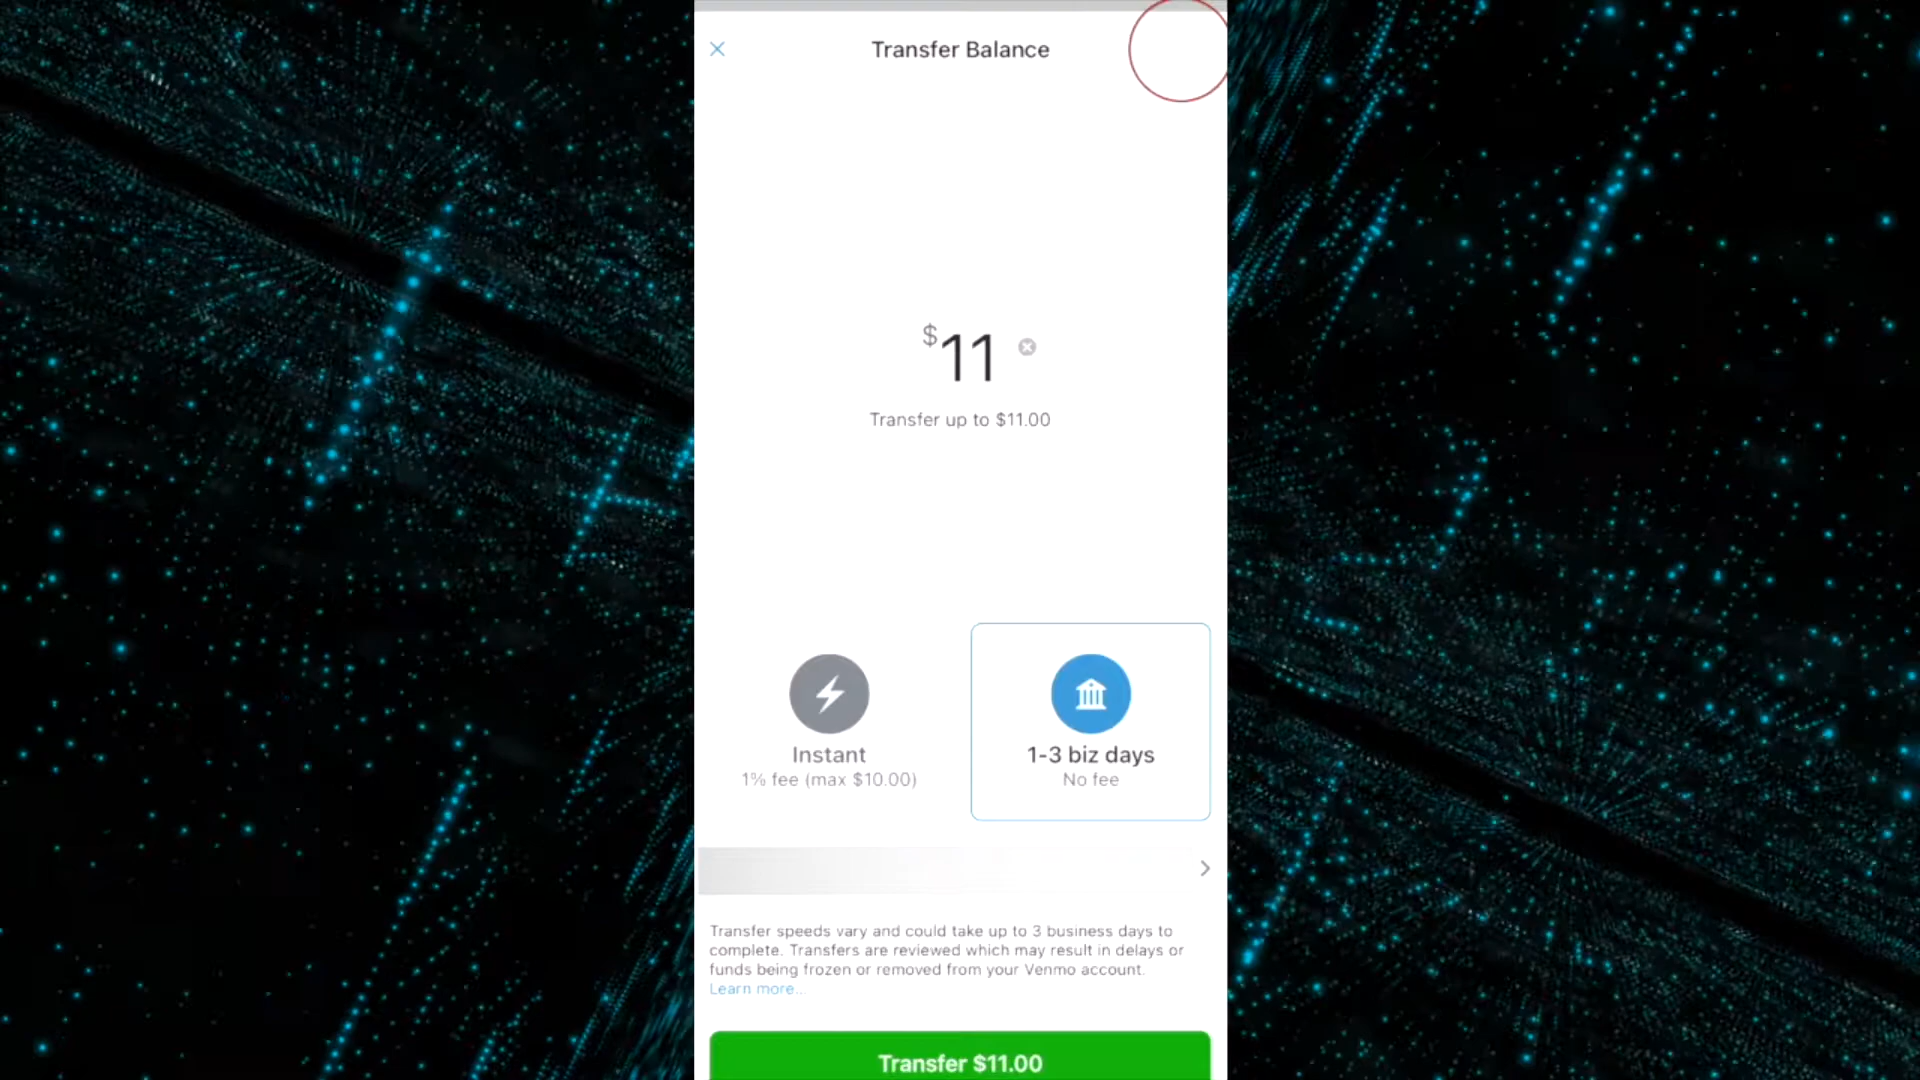 Transfer Balance
$11
Transfer up to $11.00
Instant
1% fee (max $10.00)
1-3 biz days
No fee
Transfer speeds vary and could take up to 3 business days to
complete. Transfers are reviewed which may result in delays or
funds being frozen or removed from your Venmo account.
Learn more...
Transfer $11.00